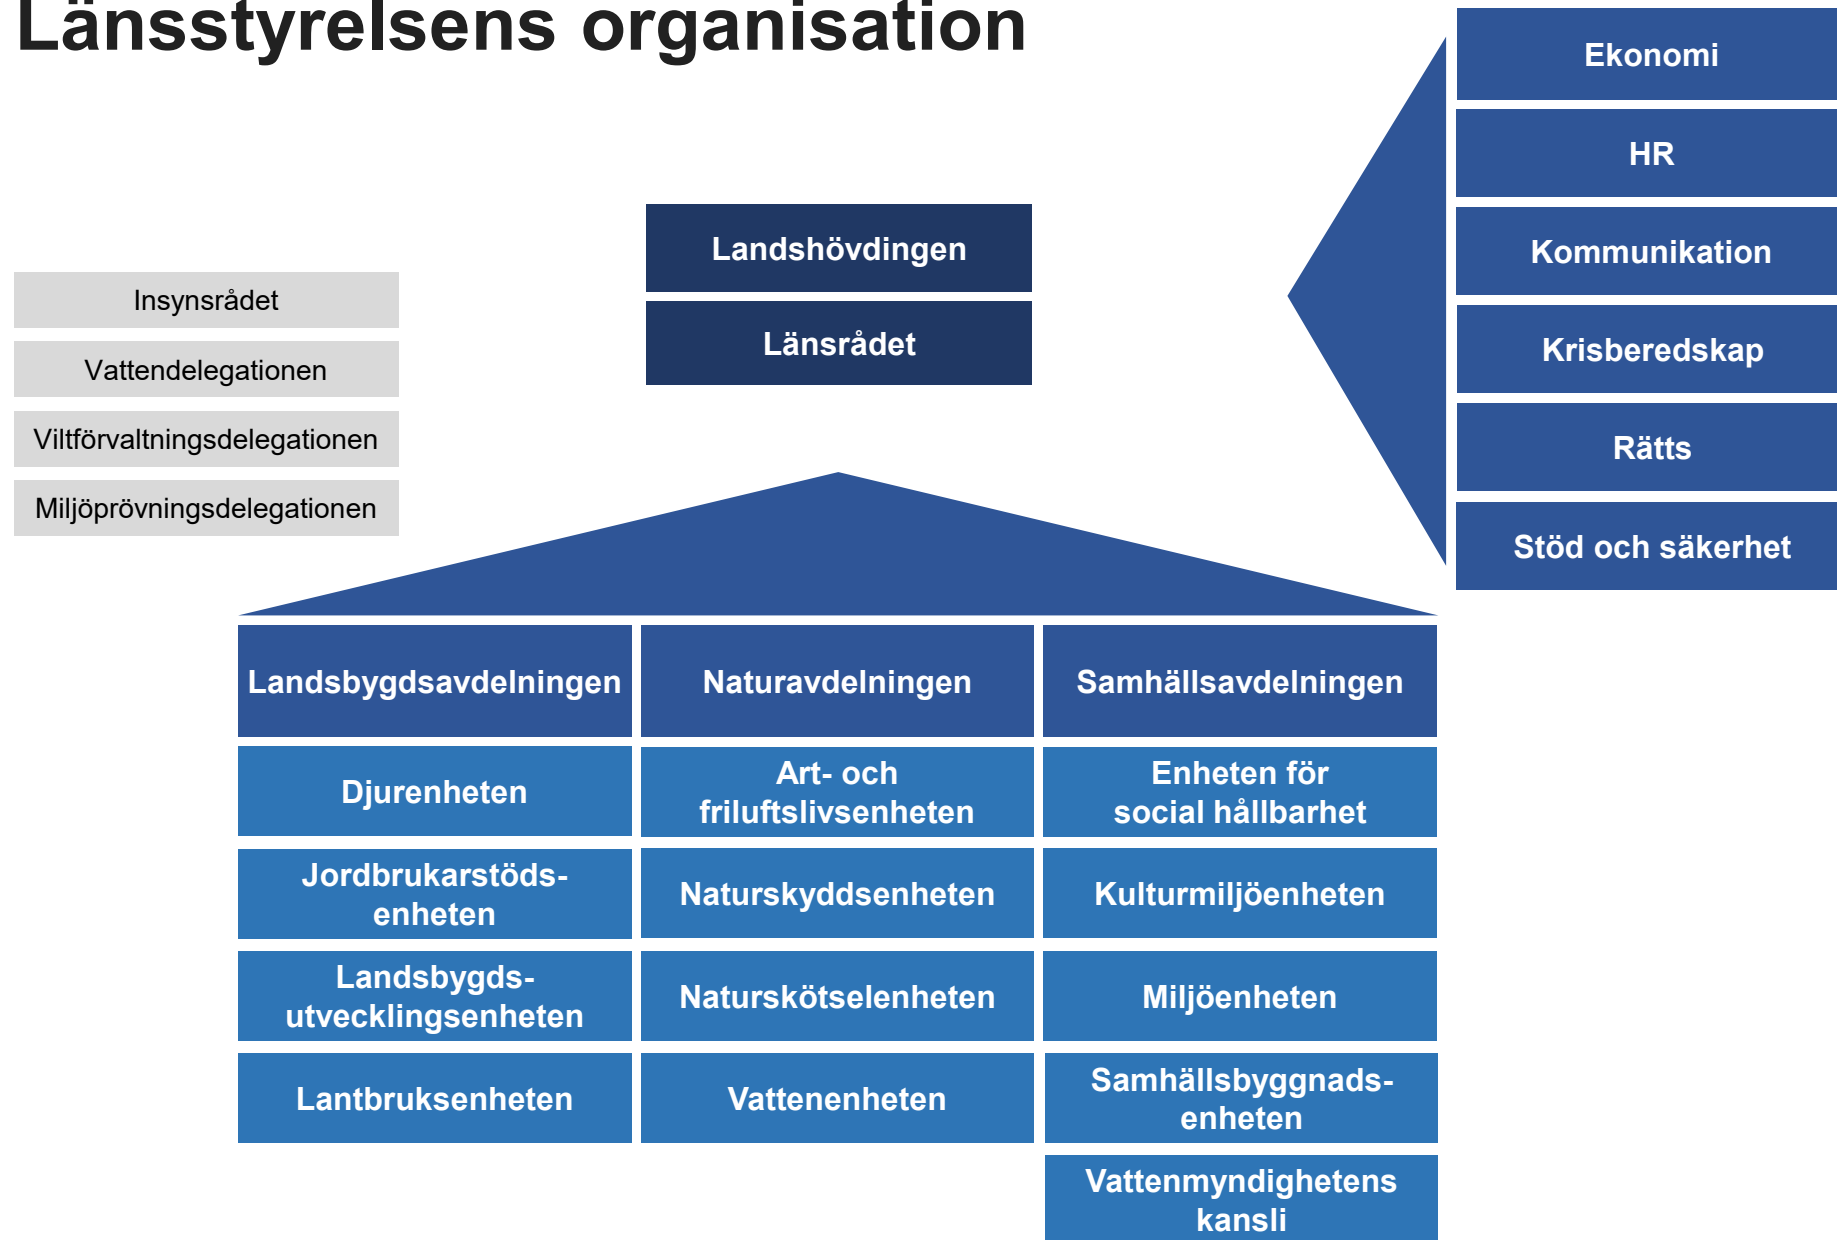 Länsstyrelsens organisation
Ekonomi
HR
Kommunikation
Krisberedskap
Rätts
Stöd och säkerhet
Landshövdingen
Länsrådet
Insynsrådet
Vattendelegationen
Viltförvaltningsdelegationen
Miljöprövningsdelegationen
Landsbygdsavdelningen
Djurenheten
Jordbrukarstöds-
enheten
Landsbygds-
utvecklingsenheten
Lantbruksenheten
Naturavdelningen
Art- och
friluftslivsenheten
Naturskyddsenheten
Naturskötselenheten
Vattenenheten
Samhällsavdelningen
Enheten för
social hållbarhet
Kulturmiljöenheten
Miljöenheten
Samhällsbyggnads-
enheten
Vattenmyndighetens
kansli